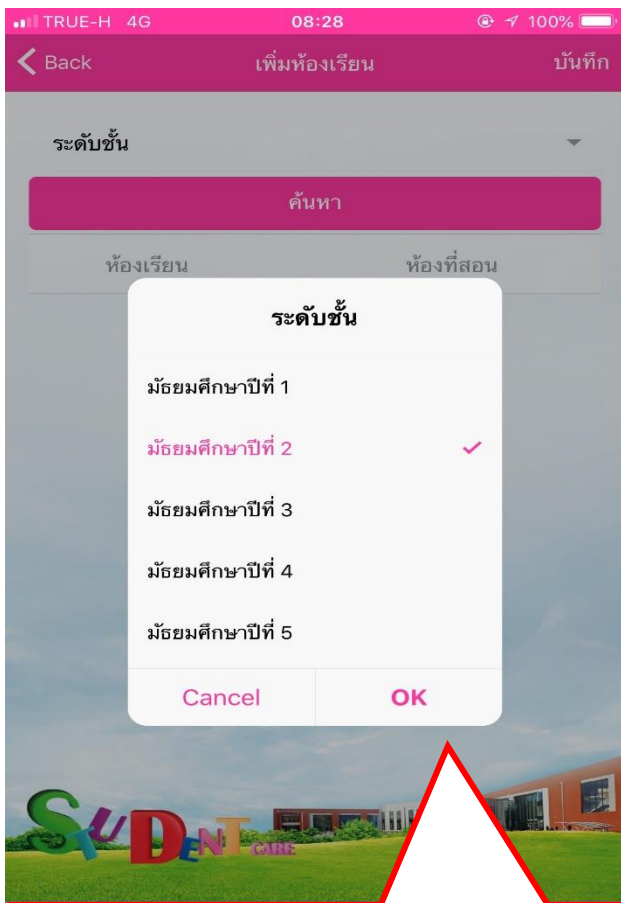 TRUE-H 4G 08:28 100%
Back เพิ่มห้องเรียน บันทึก
ระดับชั้น
ค้นหา
ห้องเรียน ห้องที่สอน
ระดับชั้น
มัธยมศึกษาปีที่ 1
มัธยมศึกษาปีที่ 2
มัธยมศึกษาปีที่ 3
มัธยมศึกษาปีที่ 4
มัธยมศึกษาปีที่ 5
Cancel OK
STUDENT CARE